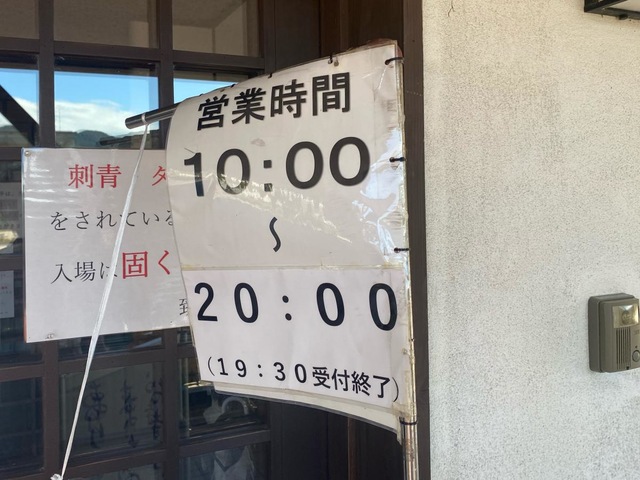 営業時間
10:00
~
20:00
(19:30受付終了)
刺青
をされている
入場は固く